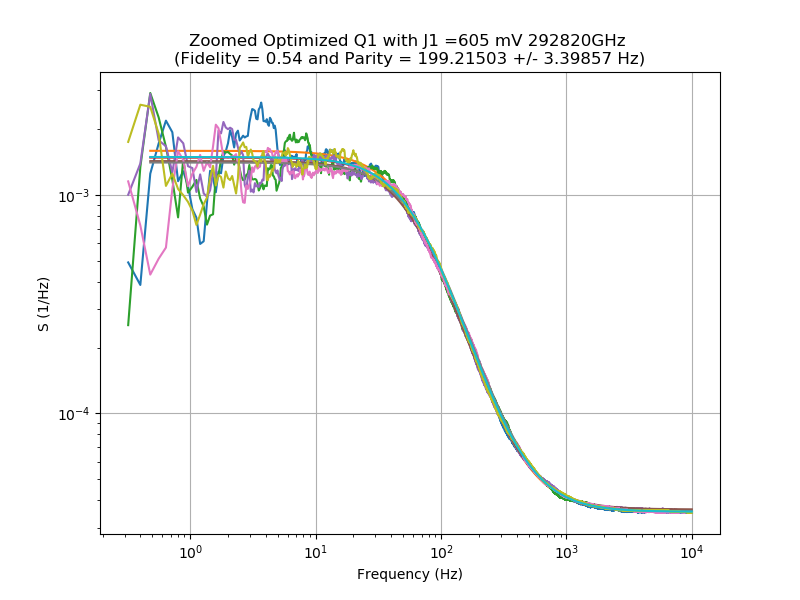 Zoomed Optimized Q1 with J1 =605 mV 292820GHz
(Fidelity = 0.54 and Parity = 199.21503 +/- 3.39857 Hz)
S (1/Hz)
10⁻³
10⁻⁴
10⁰ 10¹ 10² 10³ 10⁴
Frequency (Hz)